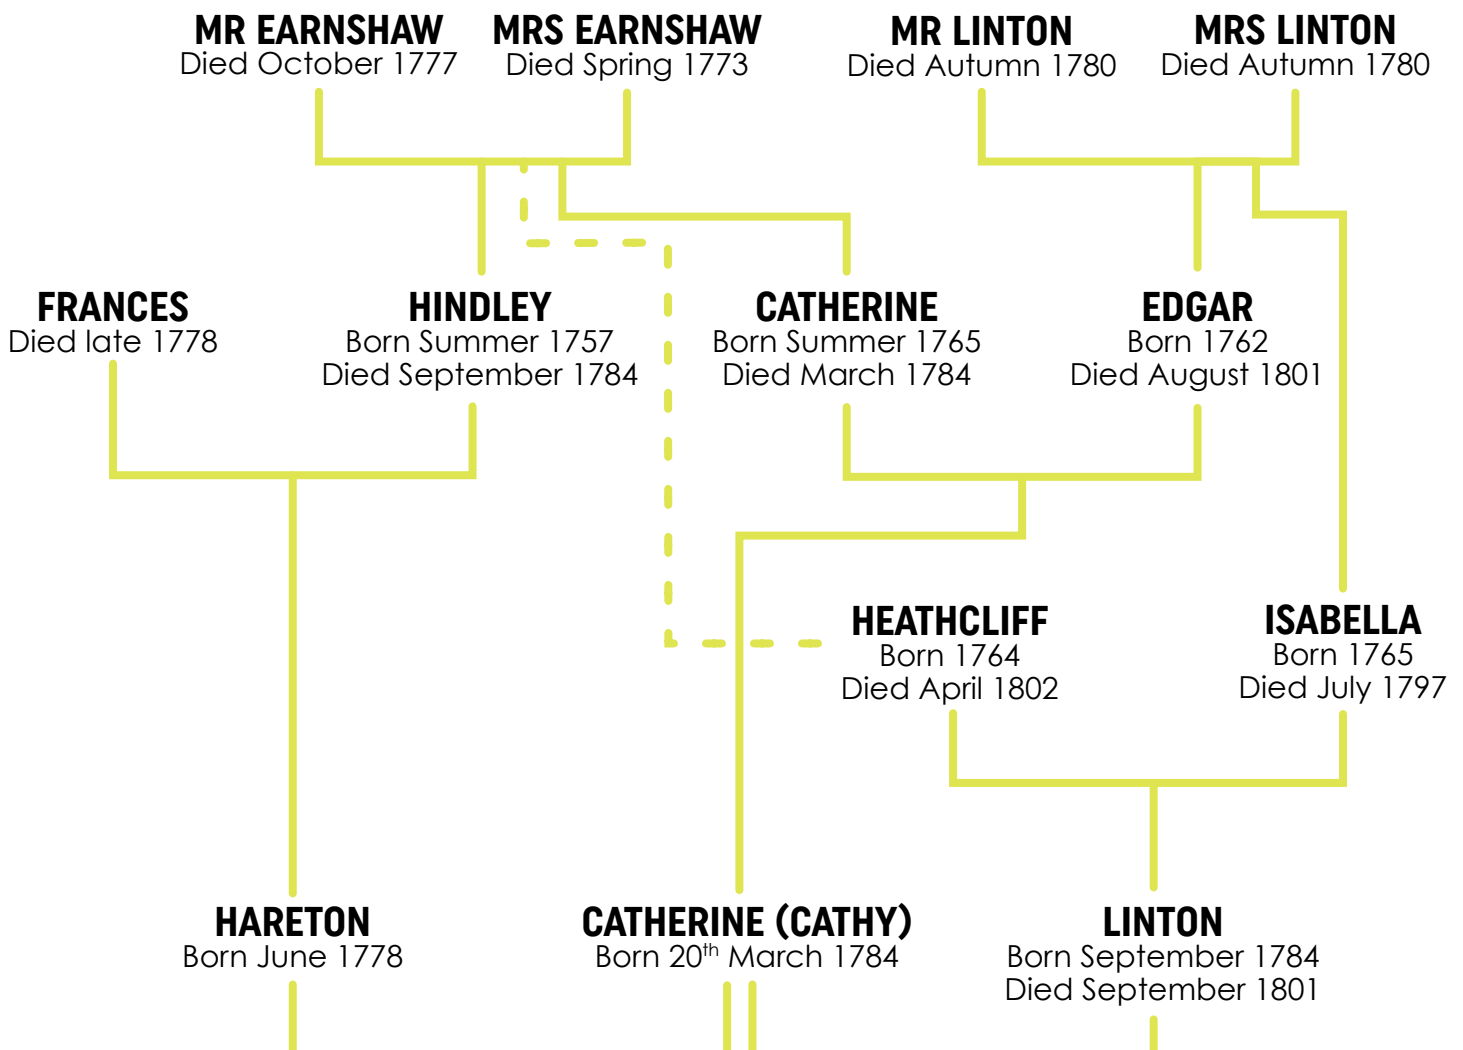 MR EARNSHAW
Died October 1777
MRS EARNSHAW
Died Spring 1773
MR LINTON
Died Autumn 1780
MRS LINTON
Died Autumn 1780
FRANCES
Died late 1778
HINDLEY
Born Summer 1757
Died September 1784
CATHERINE
Born Summer 1765
Died March 1784
EDGAR
Born 1762
Died August 1801
HEATHCLIFF
Born 1764
Died April 1802
ISABELLA
Born 1765
Died July 1797
HARETON
Born June 1778
CATHERINE (CATHY)
Born 20th March 1784
LINTON
Born September 1784
Died September 1801